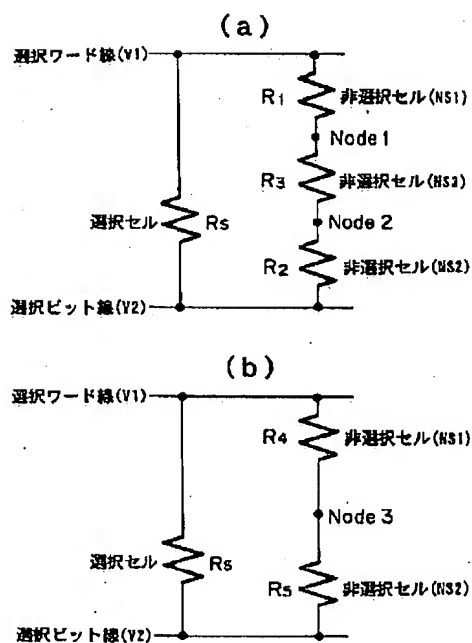 (a)
選択ワード線(V1)
R1 非選択セル(NS1)
Node 1
R3 非選択セル(NS3)
選択セル Rs
Node 2
R2 非選択セル(NS2)
選択ビット線(V2)
(b)
選択ワード線(V1)
R4 非選択セル(NS1)
Node 3
選択セル Rs
R5 非選択セル(NS2)
選択ビット線(V2)